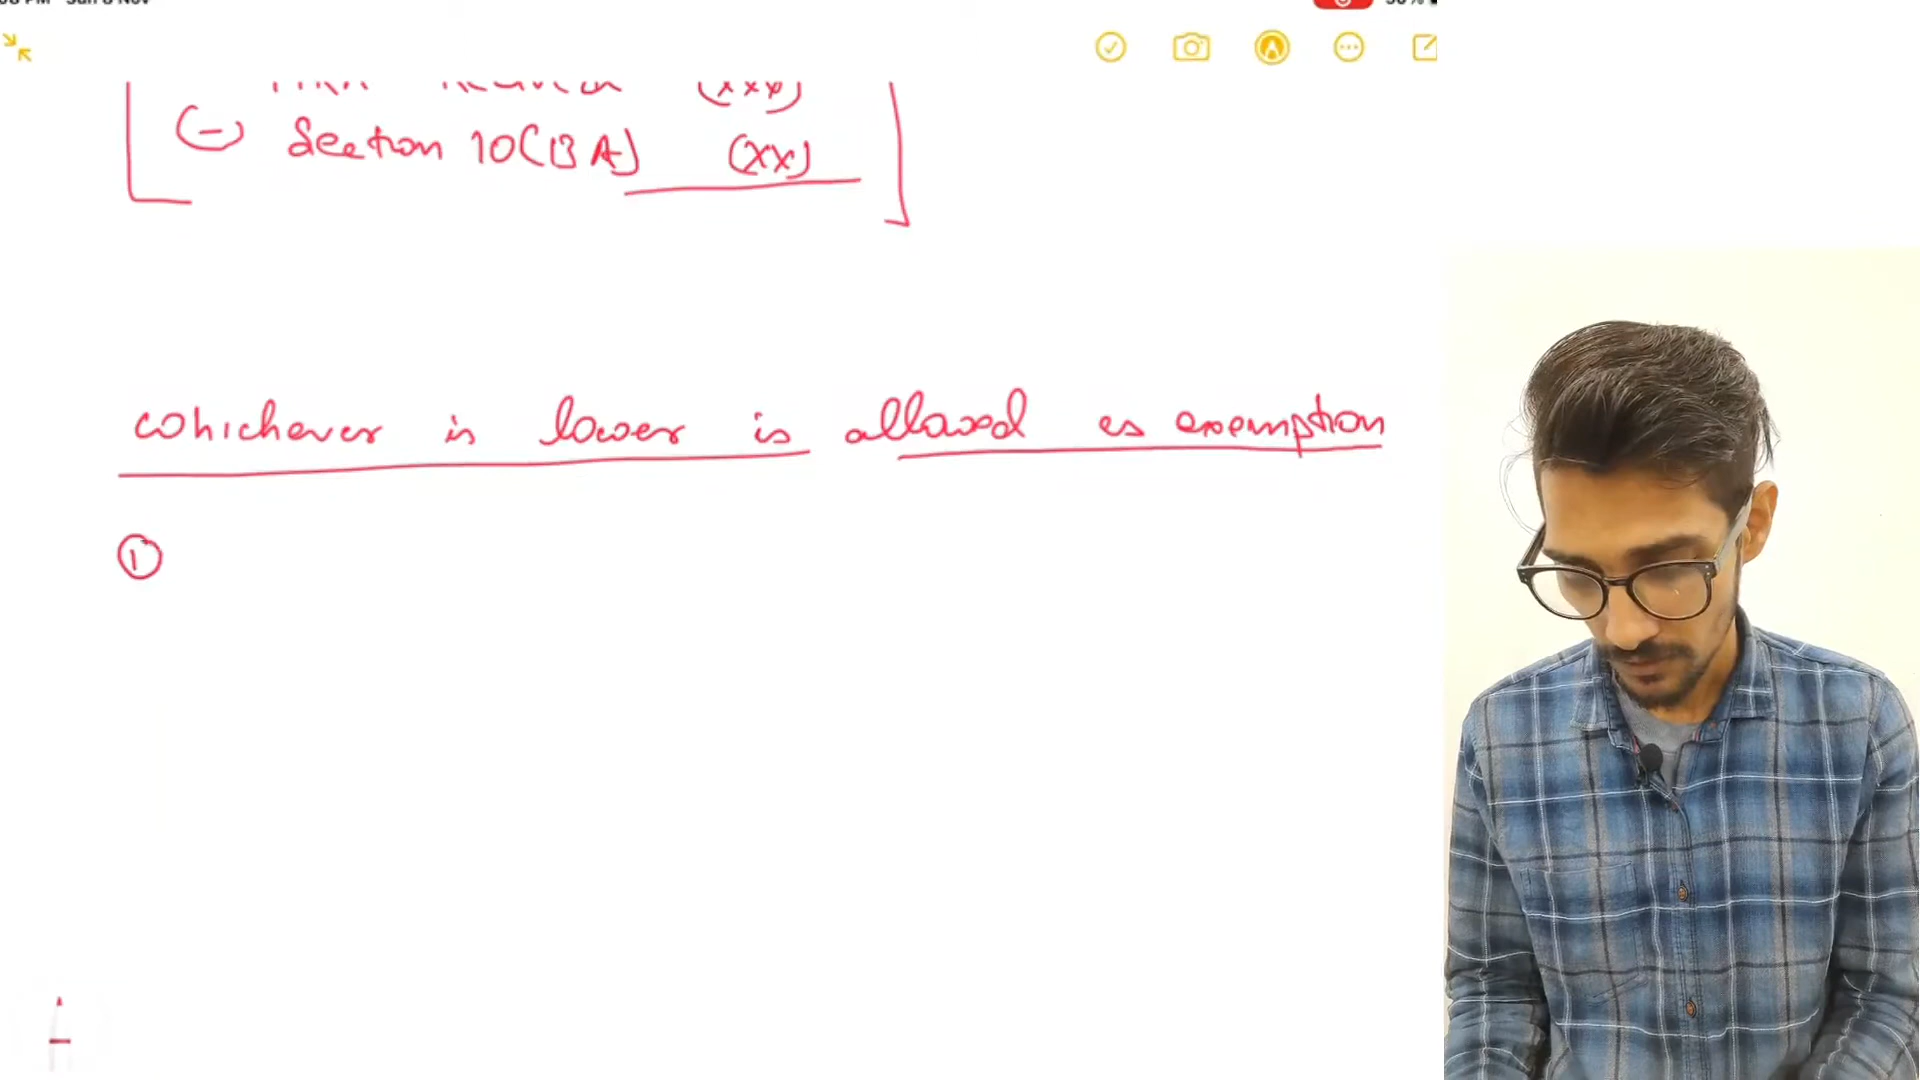 (-) Section 10(13A) (xx)
whichever is lower is allowed as exemption
①